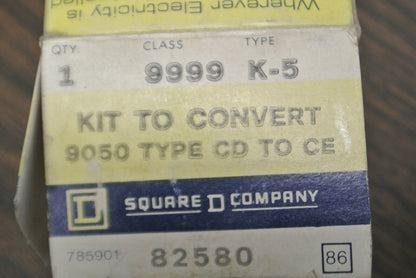 Wherever Electricity is
QTY. CLASS TYPE
1 9999 K-5
KIT TO CONVERT
9050 TYPE CD TO CE
D SQUARE D COMPANY
785901 82580 86